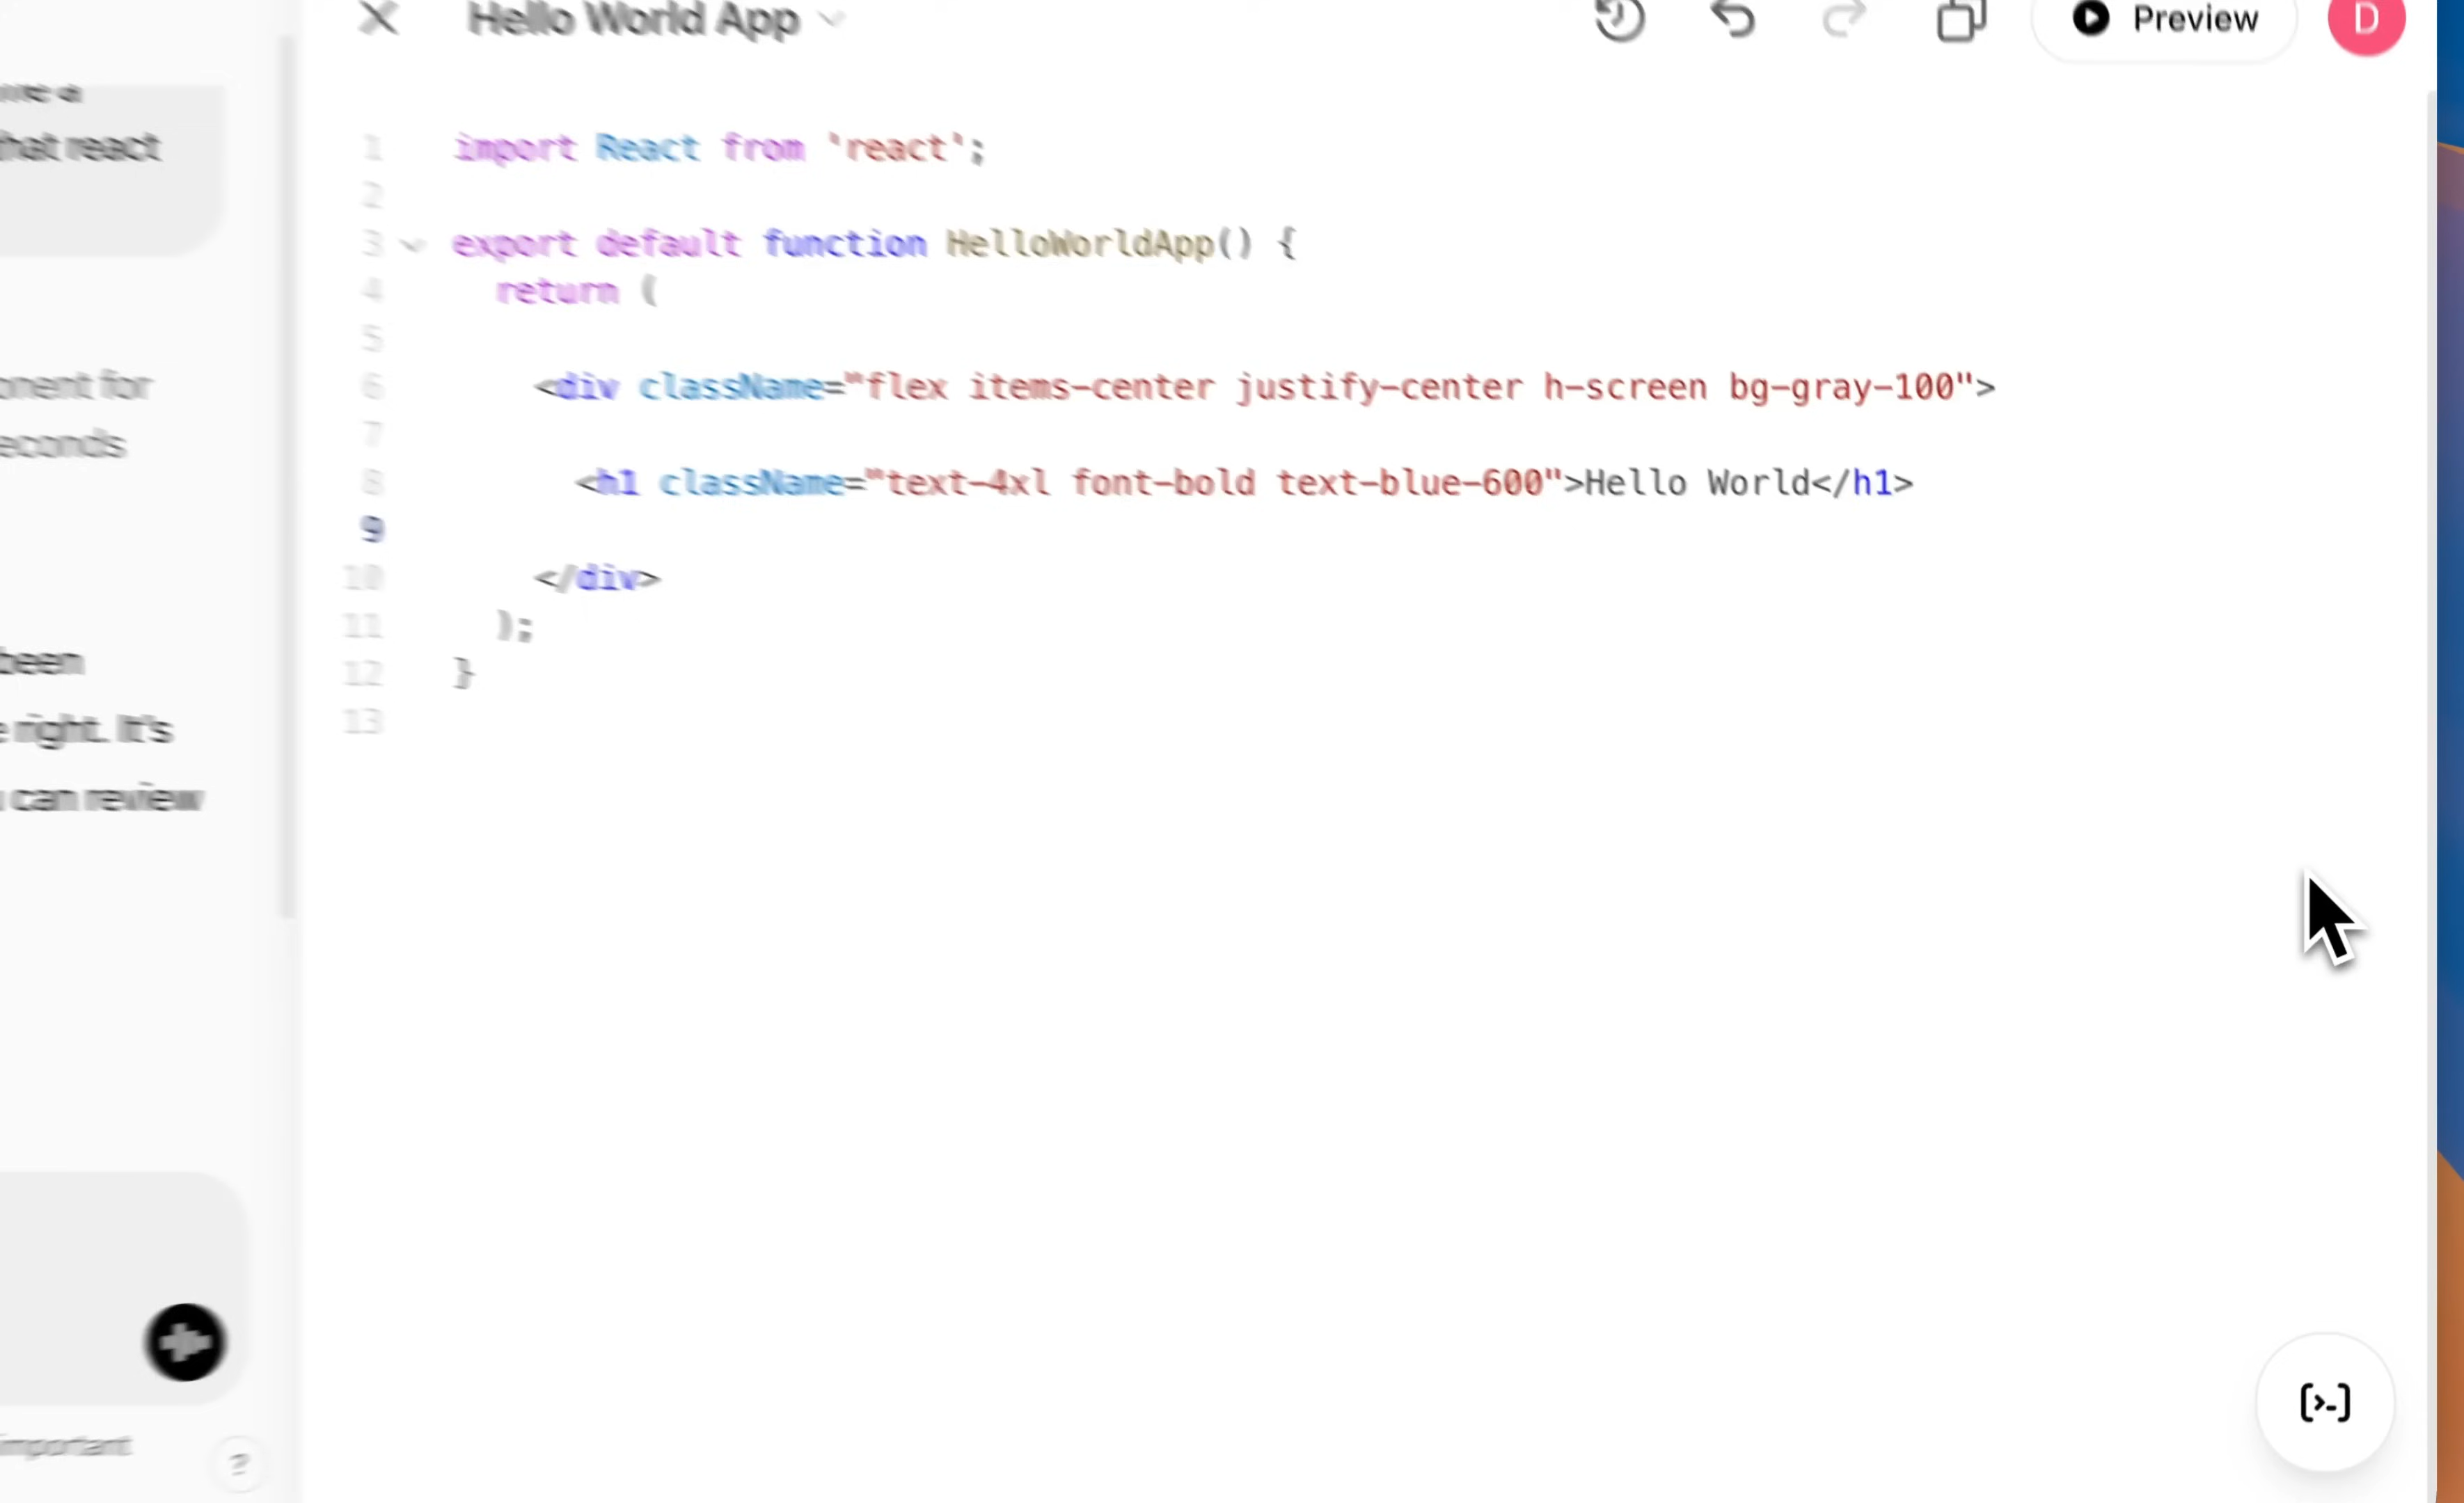 Hello World App
Preview
D
hat react
onent for
econds
been
right. It's
can review
important
?
1 import React from 'react';
2
3 export default function HelloWorldApp() {
4 return (
5
6 <div className="flex items-center justify-center h-screen bg-gray-100">
7
8 <h1 className="text-4xl font-bold text-blue-600">Hello World</h1>
9
10 </div>
11 );
12 }
13